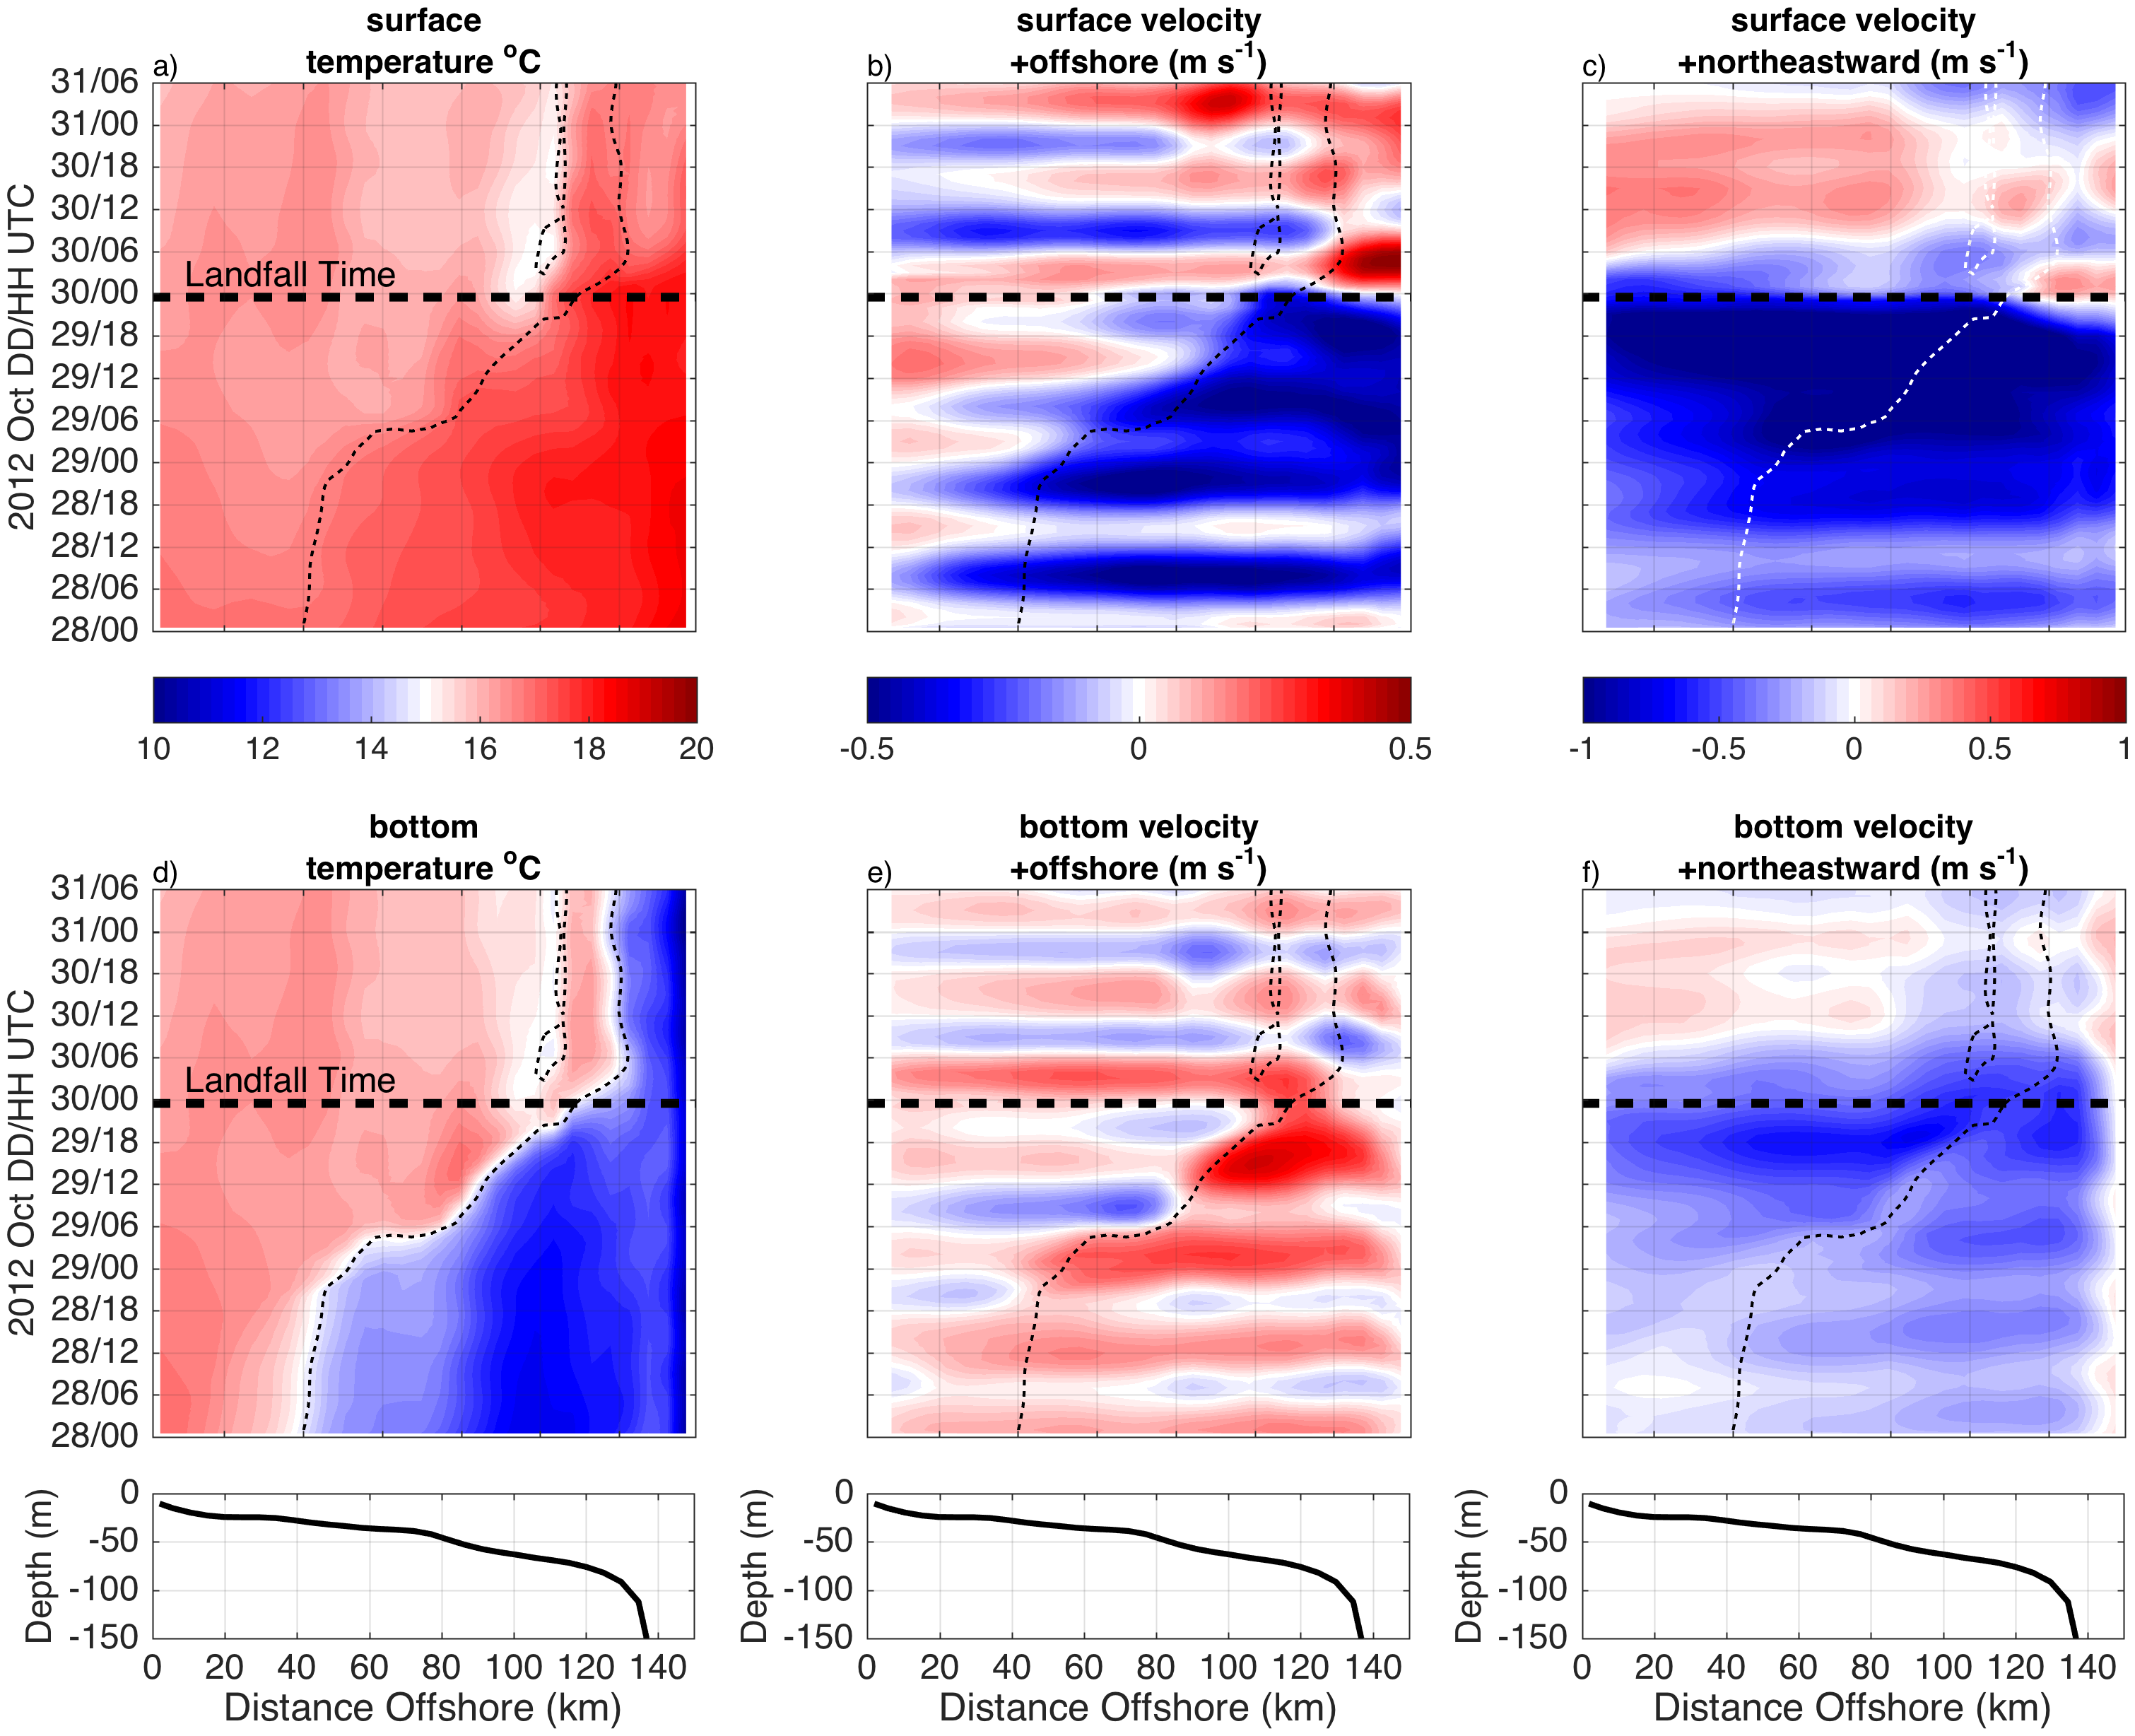 surface
temperature °C
a)
31/06
31/00
30/18
30/12
30/06
30/00
29/18
29/12
29/06
29/00
28/18
28/12
28/06
28/00
2012 Oct DD/HH UTC
Landfall Time
10 12 14 16 18 20
surface velocity
+offshore (m s⁻¹)
b)
-0.5 0 0.5
surface velocity
+northeastward (m s⁻¹)
c)
-1 -0.5 0 0.5 1
bottom
temperature °C
d)
31/06
31/00
30/18
30/12
30/06
30/00
29/18
29/12
29/06
29/00
28/18
28/12
28/06
28/00
2012 Oct DD/HH UTC
Landfall Time
bottom velocity
+offshore (m s⁻¹)
e)
bottom velocity
+northeastward (m s⁻¹)
f)
0
-50
-100
-150
Depth (m)
0 20 40 60 80 100 120 140
Distance Offshore (km)
0
-50
-100
-150
Depth (m)
0 20 40 60 80 100 120 140
Distance Offshore (km)
0
-50
-100
-150
Depth (m)
0 20 40 60 80 100 120 140
Distance Offshore (km)